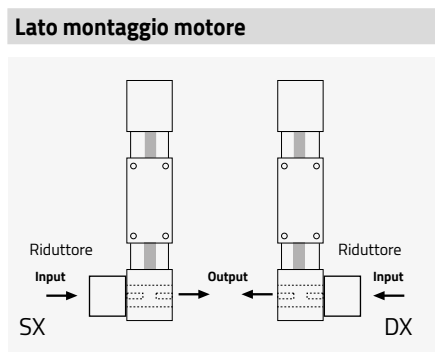 Lato montaggio motore
Riduttore
Riduttore
Input
Output
Input
SX
DX